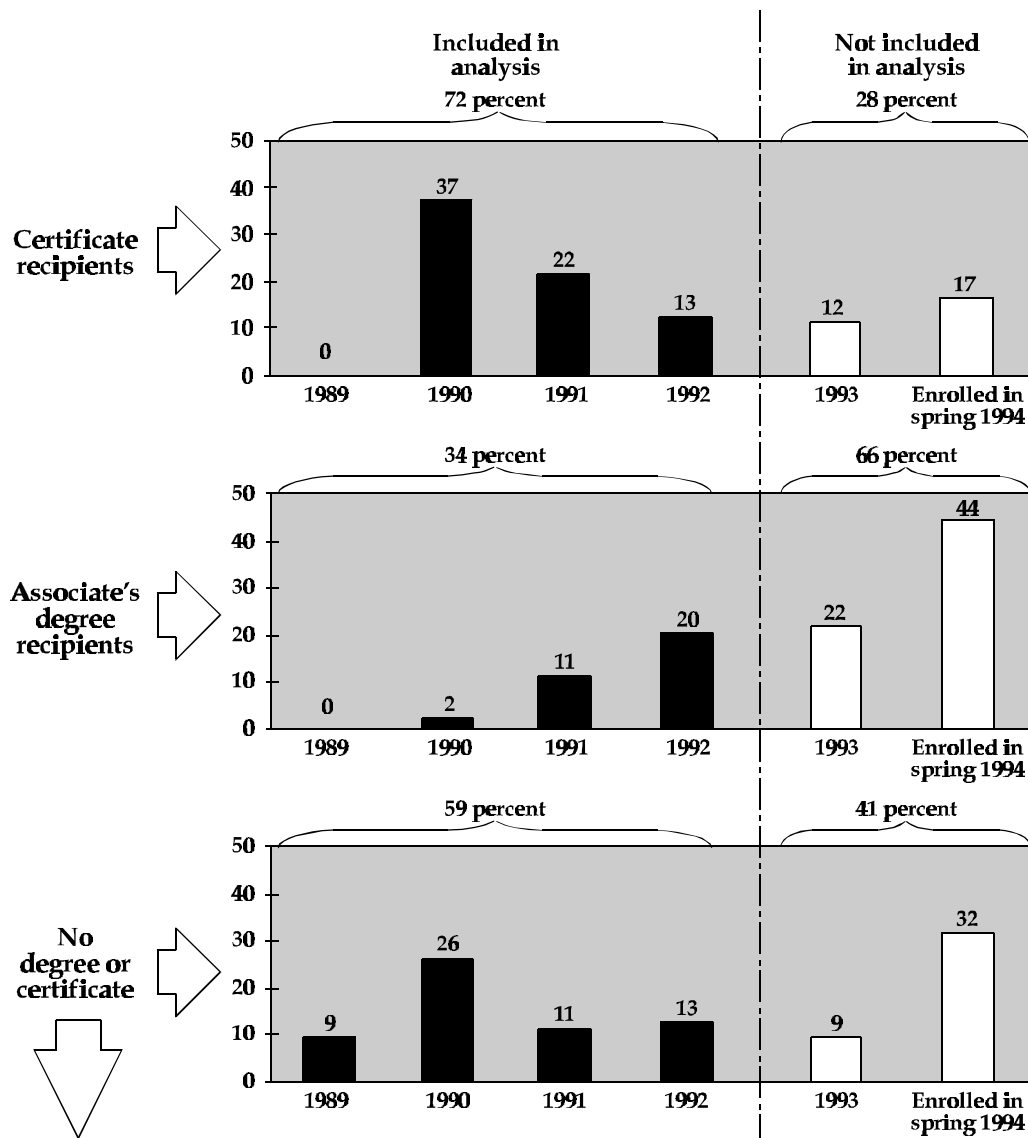 Included in
analysis
72 percent
Not included
in analysis
28 percent
Certificate
recipients
50
40
30
20
10
0
0
37
22
13
12
17
1989
1990
1991
1992
1993
Enrolled in
spring 1994
34 percent
66 percent
Associate's
degree
recipients
50
40
30
20
10
0
0
2
11
20
22
44
1989
1990
1991
1992
1993
Enrolled in
spring 1994
59 percent
41 percent
No
degree or
certificate
50
40
30
20
10
0
9
26
11
13
9
32
1989
1990
1991
1992
1993
Enrolled in
spring 1994